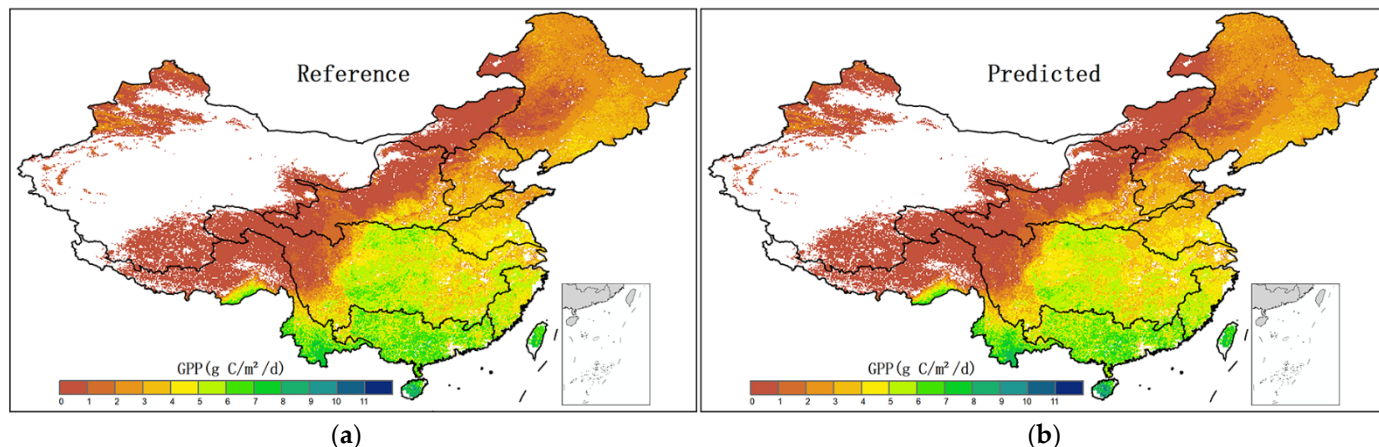 Reference
GPP(g C/m²/d)
0 1 2 3 4 5 6 7 8 9 10 11
(a)
Predicted
GPP(g C/m²/d)
0 1 2 3 4 5 6 7 8 9 10 11
(b)